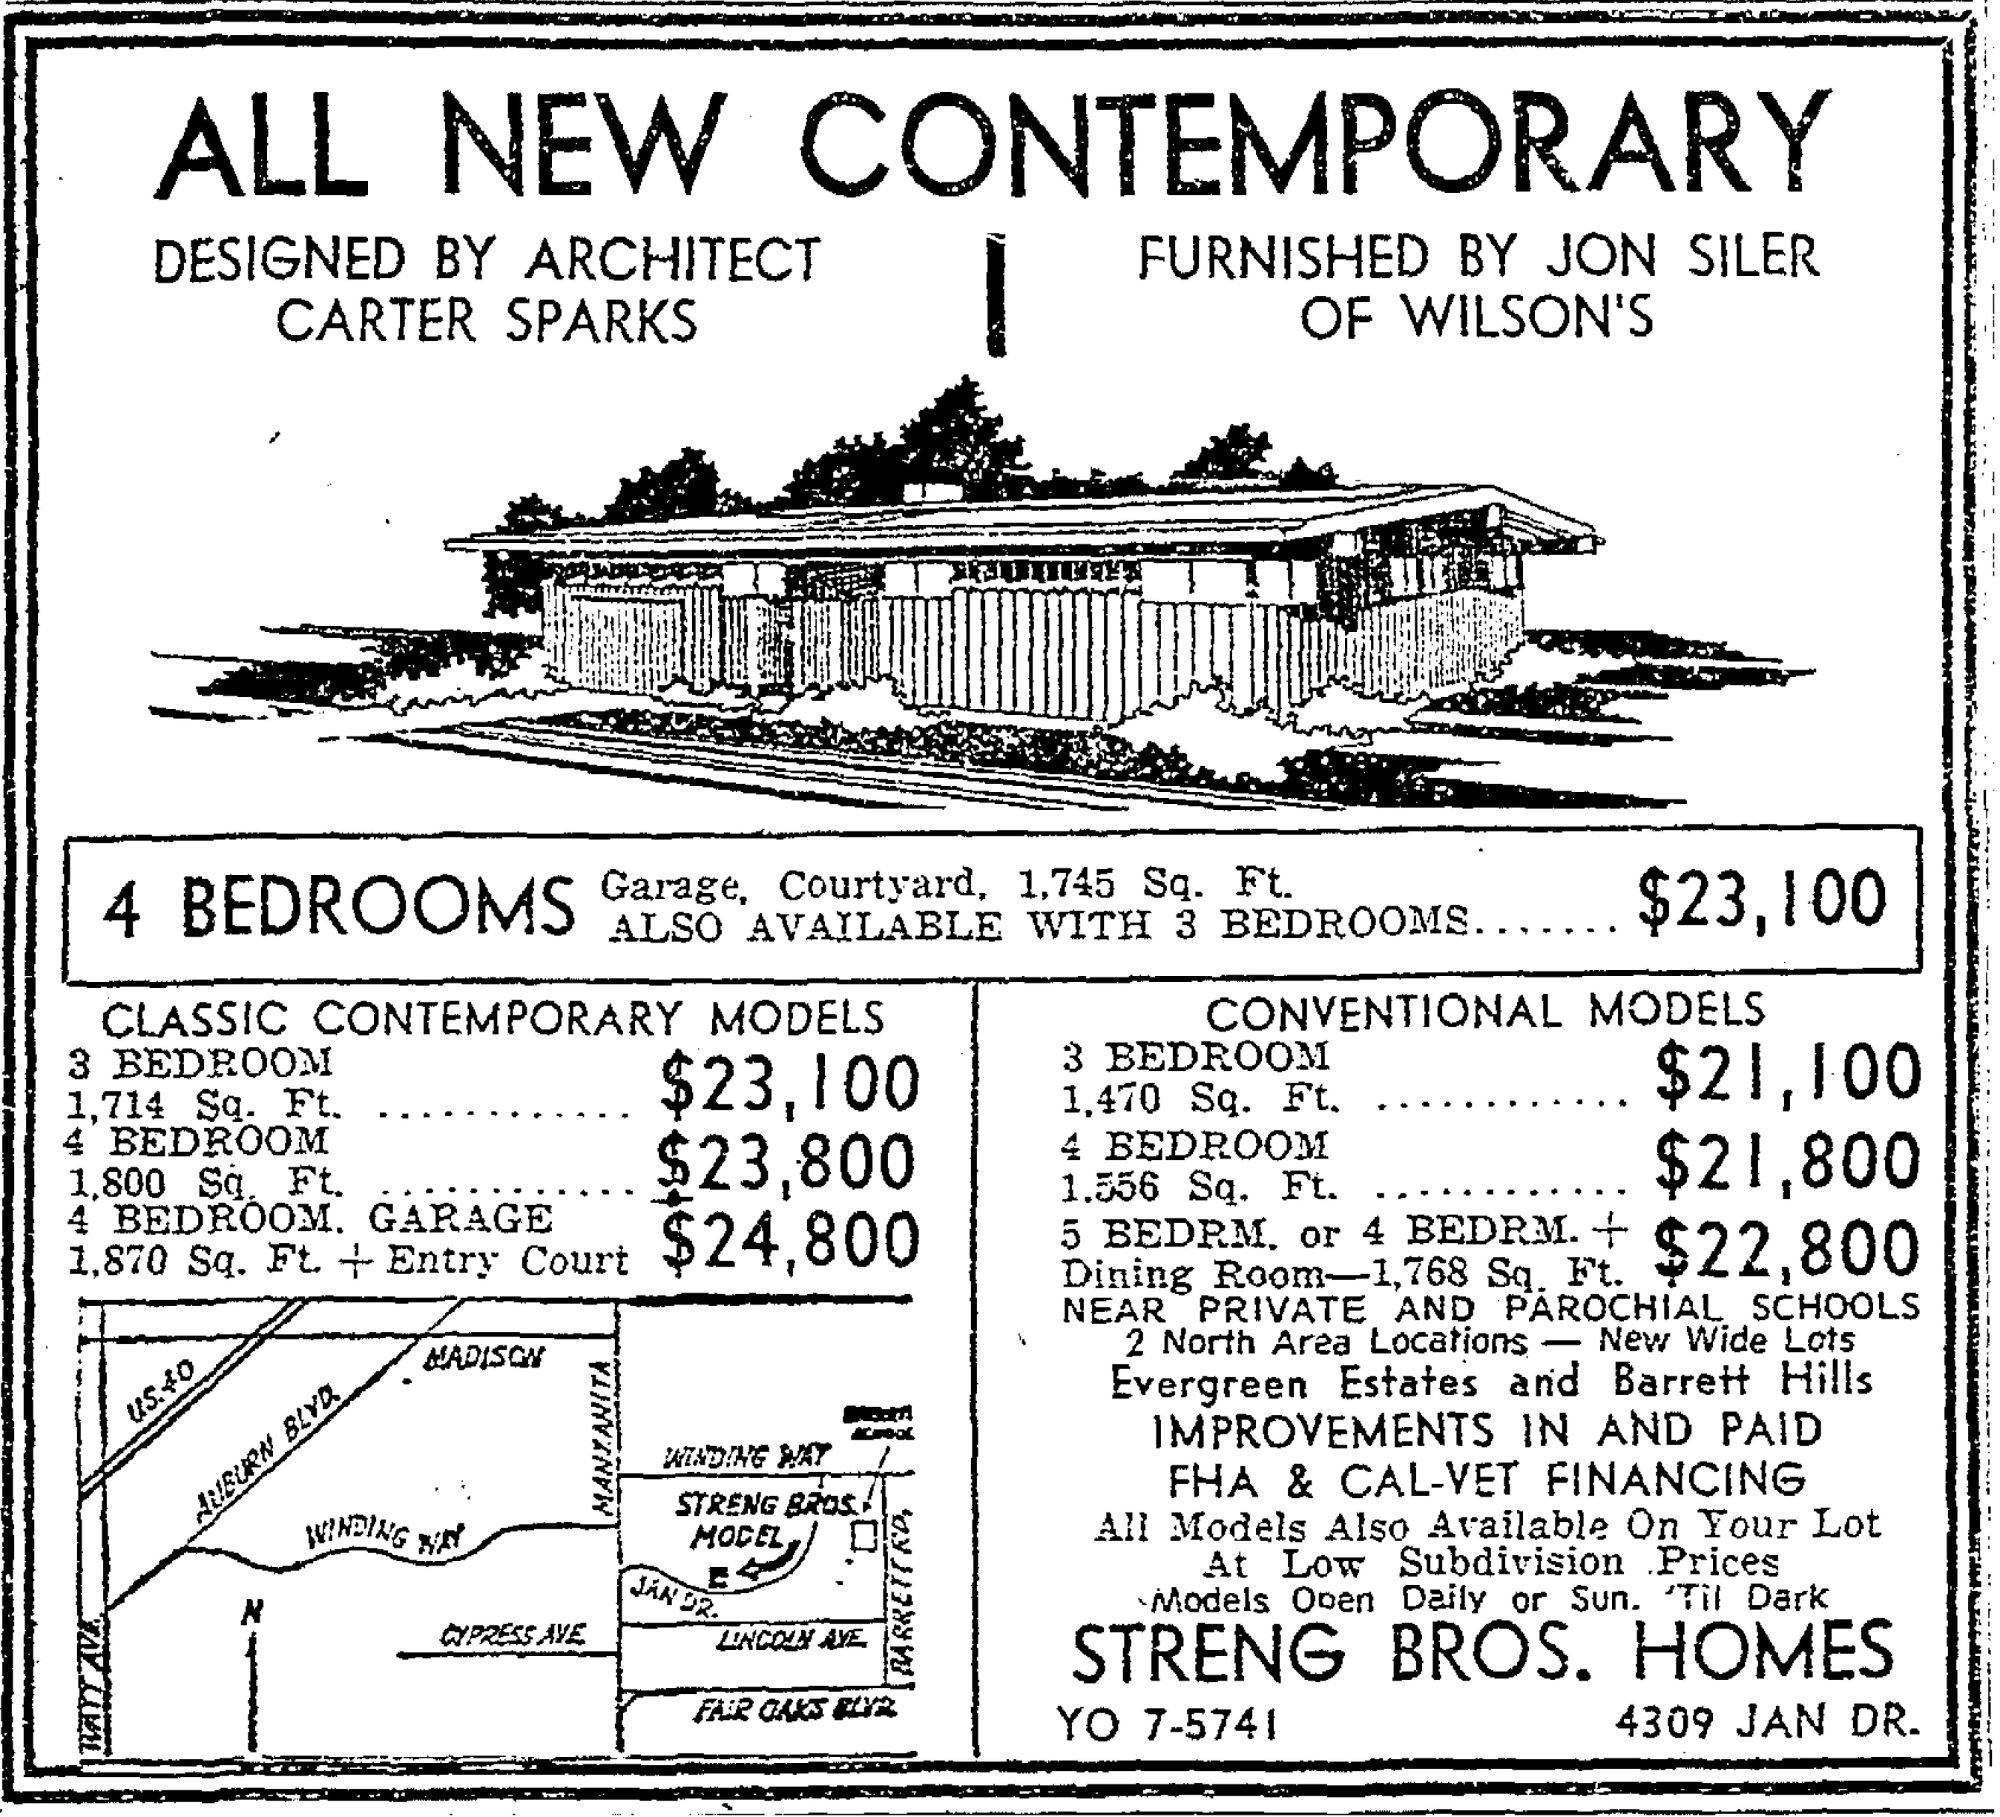 ALL NEW CONTEMPORARY
DESIGNED BY ARCHITECT
CARTER SPARKS
FURNISHED BY JON SILER
OF WILSON'S
4 BEDROOMS
Garage, Courtyard, 1,745 Sq. Ft.
ALSO AVAILABLE WITH 3 BEDROOMS....... $23,100
CLASSIC CONTEMPORARY MODELS
3 BEDROOM
1,714 Sq. Ft. ............ $23,100
4 BEDROOM
1,800 Sq. Ft. ............ $23,800
4 BEDROOM, GARAGE
1,870 Sq. Ft. + Entry Court $24,800
US.40
AUBURN BLVD.
MADISON
MANZANITA
WINDING WAY
SCHOOL
WINDING WAY
STRENG BROS.
MODEL
JAN DR.
BARRETT RD.
N
CYPRESS AVE.
LINCOLN AVE.
FAIR OAKS BLVD.
WATT AVE.
CONVENTIONAL MODELS
3 BEDROOM
1,470 Sq. Ft. ............ $21,100
4 BEDROOM
1,556 Sq. Ft. ............ $21,800
5 BEDRM. or 4 BEDRM. +
Dining Room—1,768 Sq. Ft. $22,800
NEAR PRIVATE AND PAROCHIAL SCHOOLS
2 North Area Locations — New Wide Lots
Evergreen Estates and Barrett Hills
IMPROVEMENTS IN AND PAID
FHA & CAL-VET FINANCING
All Models Also Available On Your Lot
At Low Subdivision Prices
Models Open Daily or Sun. 'Til Dark
STRENG BROS. HOMES
YO 7-5741 4309 JAN DR.